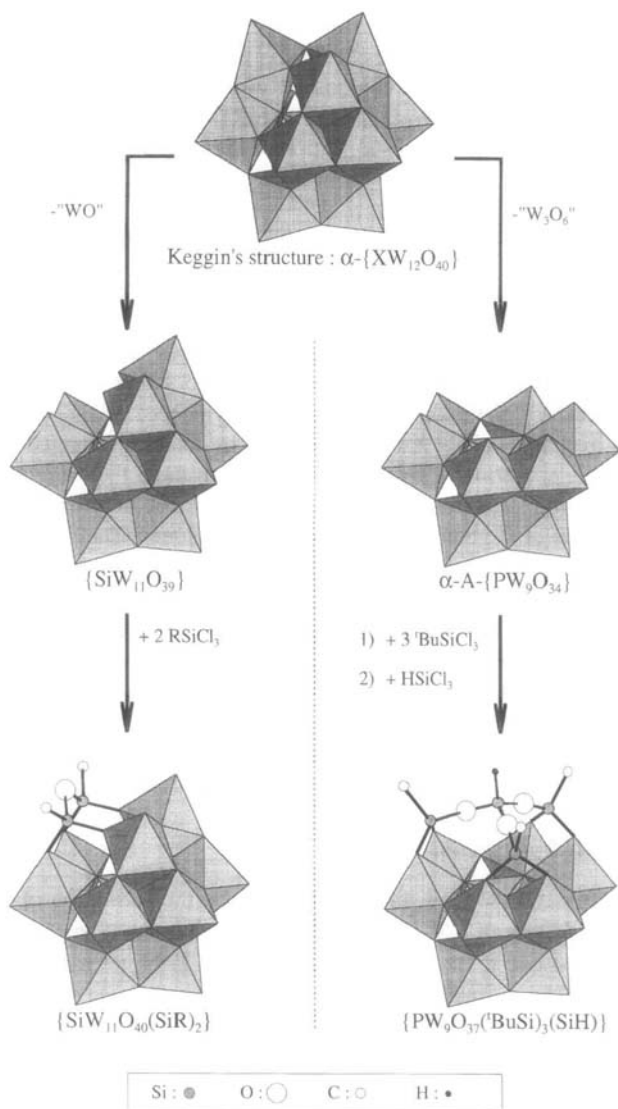 -"WO"
-"W₃O₆"
Keggin's structure : α-{XW₁₂O₄₀}
{SiW₁₁O₃₉}
α-A-{PW₉O₃₄}
+ 2 RSiCl₃
1) + 3 ᵗBuSiCl₃
2) + HSiCl₃
{SiW₁₁O₄₀(SiR)₂}
{PW₉O₃₇(ᵗBuSi)₃(SiH)}
Si : O : C : H :